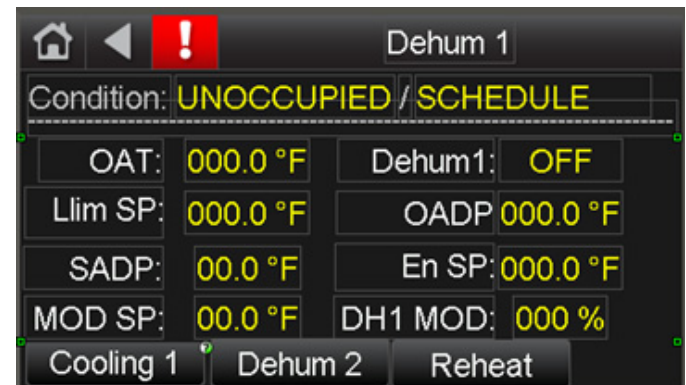 ! Dehum 1
Condition: UNOCCUPIED / SCHEDULE
OAT: 000.0 °F Dehum1: OFF
Llim SP: 000.0 °F OADP 000.0 °F
SADP: 00.0 °F En SP: 000.0 °F
MOD SP: 00.0 °F DH1 MOD: 000 %
Cooling 1 Dehum 2 Reheat